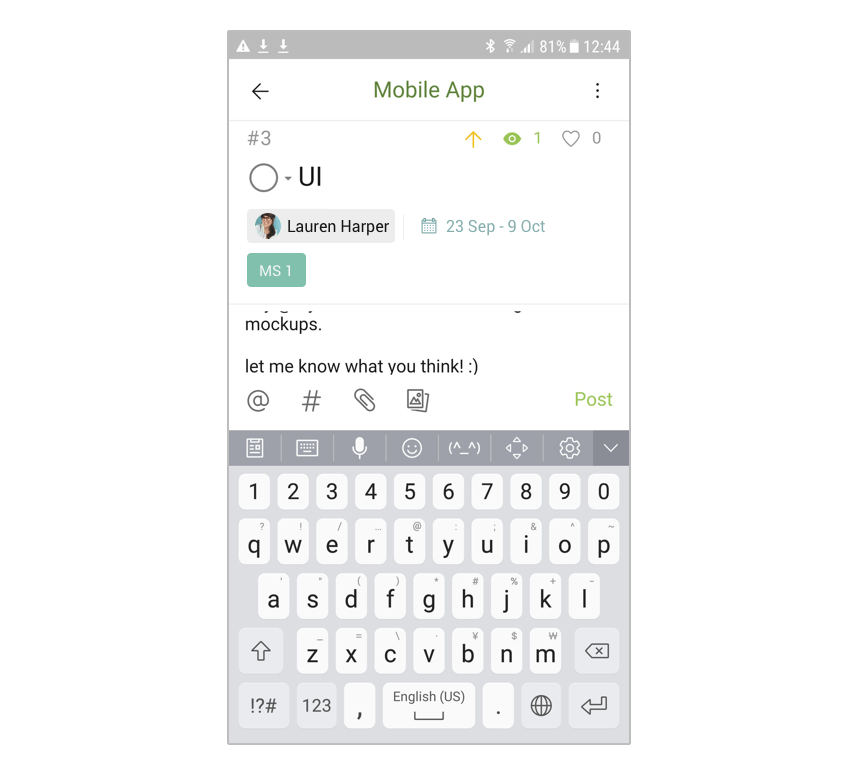 81% 12:44
Mobile App
#3 1 0
UI
Lauren Harper 23 Sep - 9 Oct
MS 1
mockups.
let me know what you think! :)
@ # Post
(^_^)
1 2 3 4 5 6 7 8 9 0
? ! / ... @ : ; & ^ ~
q w e r t y u i o p
' " ( ) * # % + -
a s d f g h j k l
_ = \ · ¥ $ ₩
z x c v b n m
!?# 123 , English (US) .